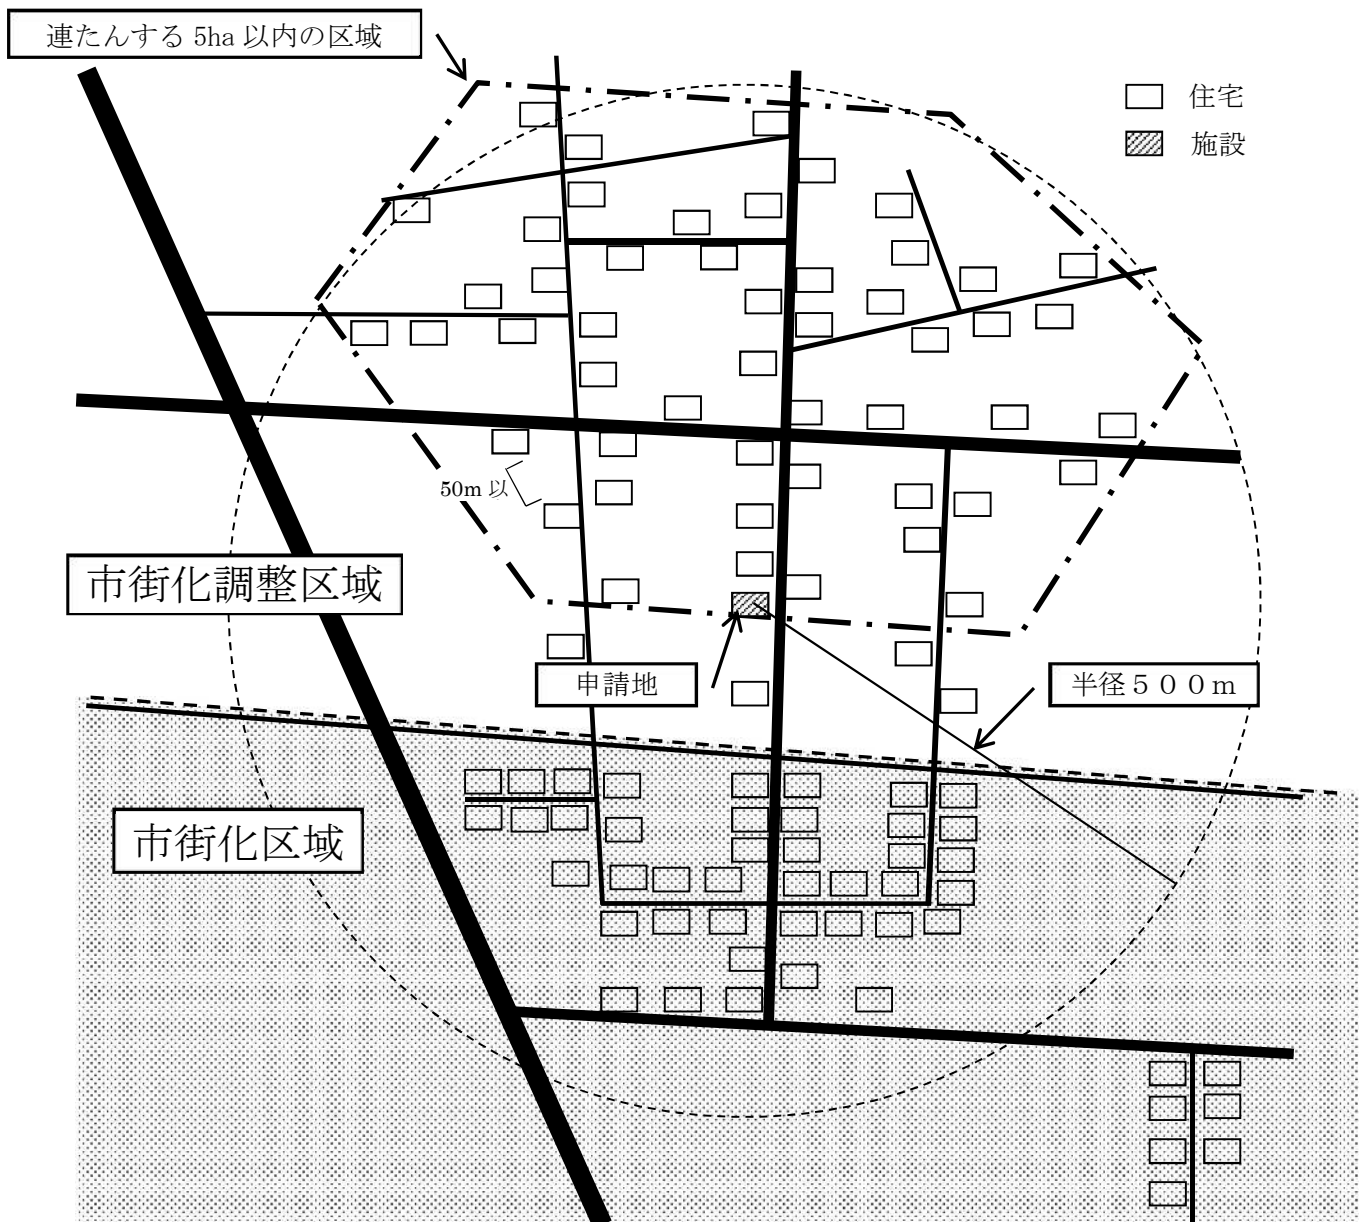 連たんする 5ha 以内の区域
住宅
施設
50m 以
市街化調整区域
申請地
半径５００ｍ
市街化区域